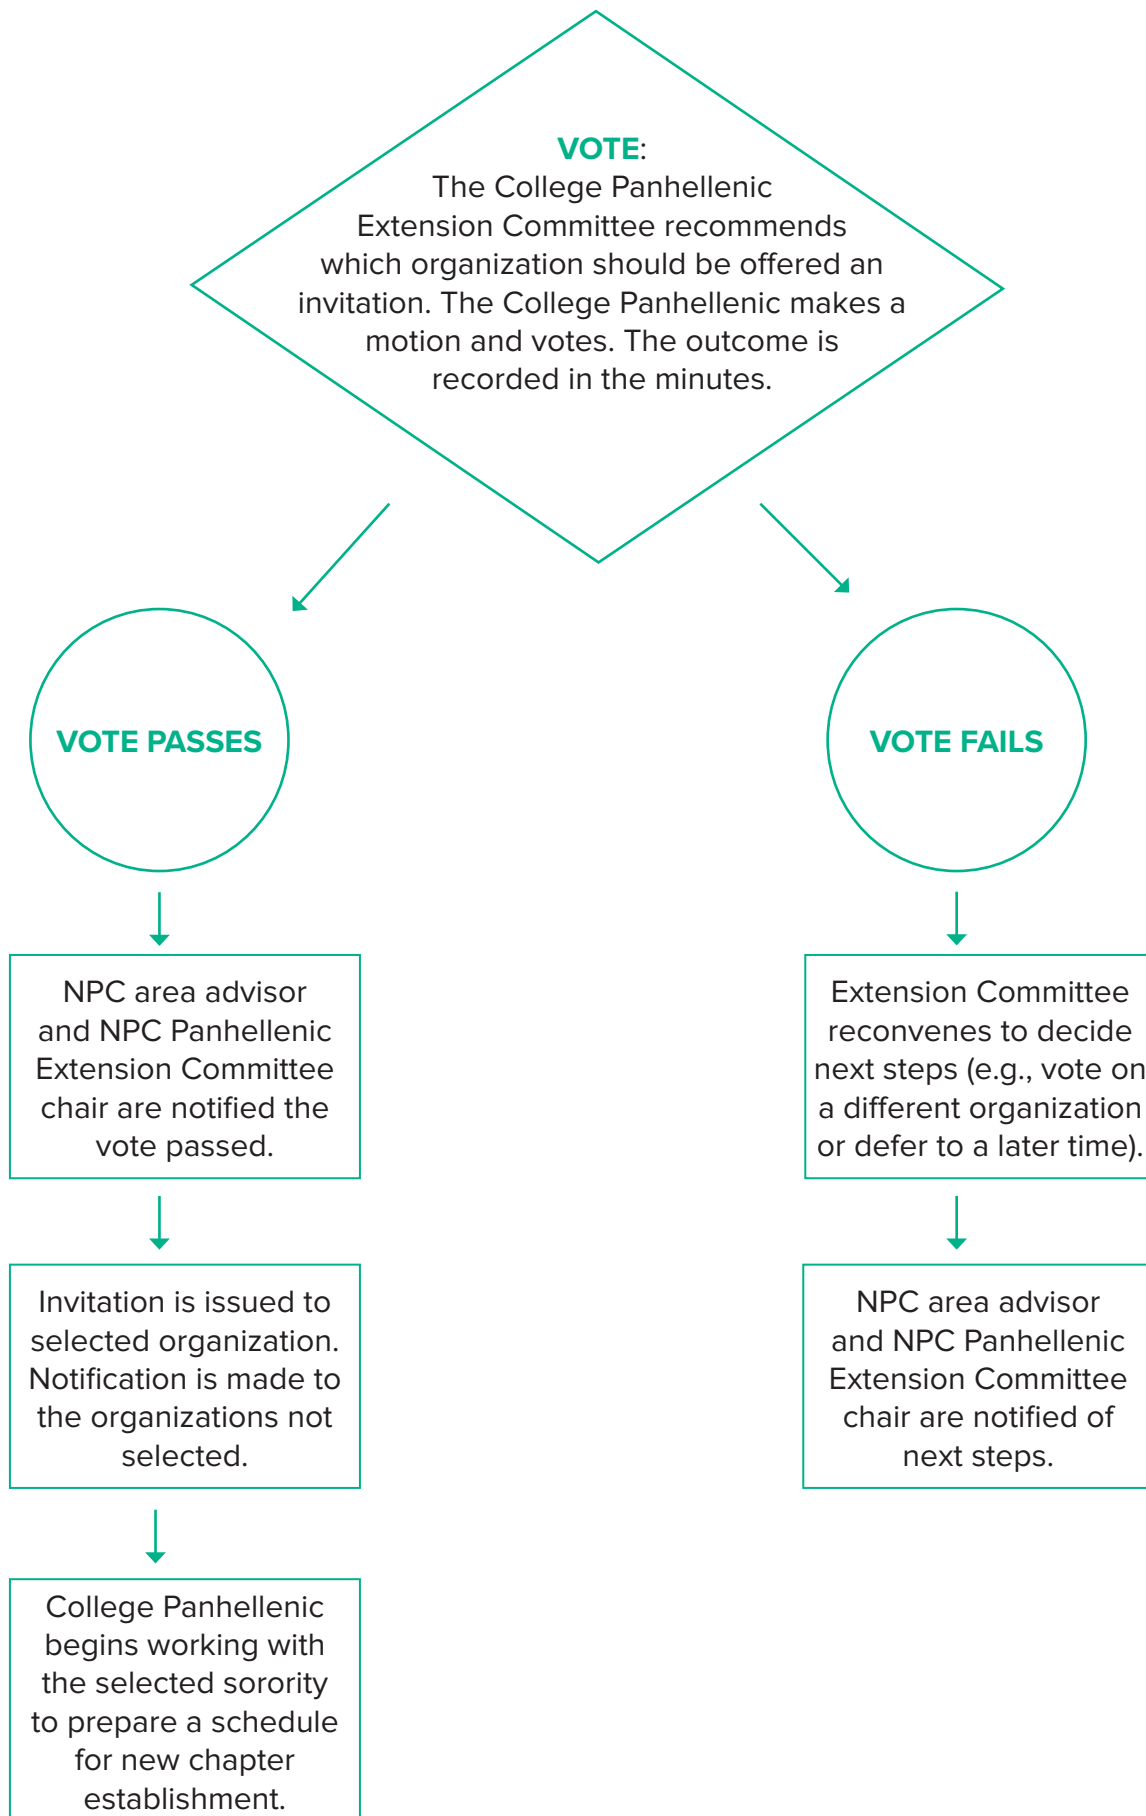 VOTE:
The College Panhellenic
Extension Committee recommends
which organization should be offered an
invitation. The College Panhellenic makes a
motion and votes. The outcome is
recorded in the minutes.
VOTE PASSES
VOTE FAILS
NPC area advisor
and NPC Panhellenic
Extension Committee
chair are notified the
vote passed.
Extension Committee
reconvenes to decide
next steps (e.g., vote on
a different organization
or defer to a later time).
Invitation is issued to
selected organization.
Notification is made to
the organizations not
selected.
NPC area advisor
and NPC Panhellenic
Extension Committee
chair are notified of
next steps.
College Panhellenic
begins working with
the selected sorority
to prepare a schedule
for new chapter
establishment.